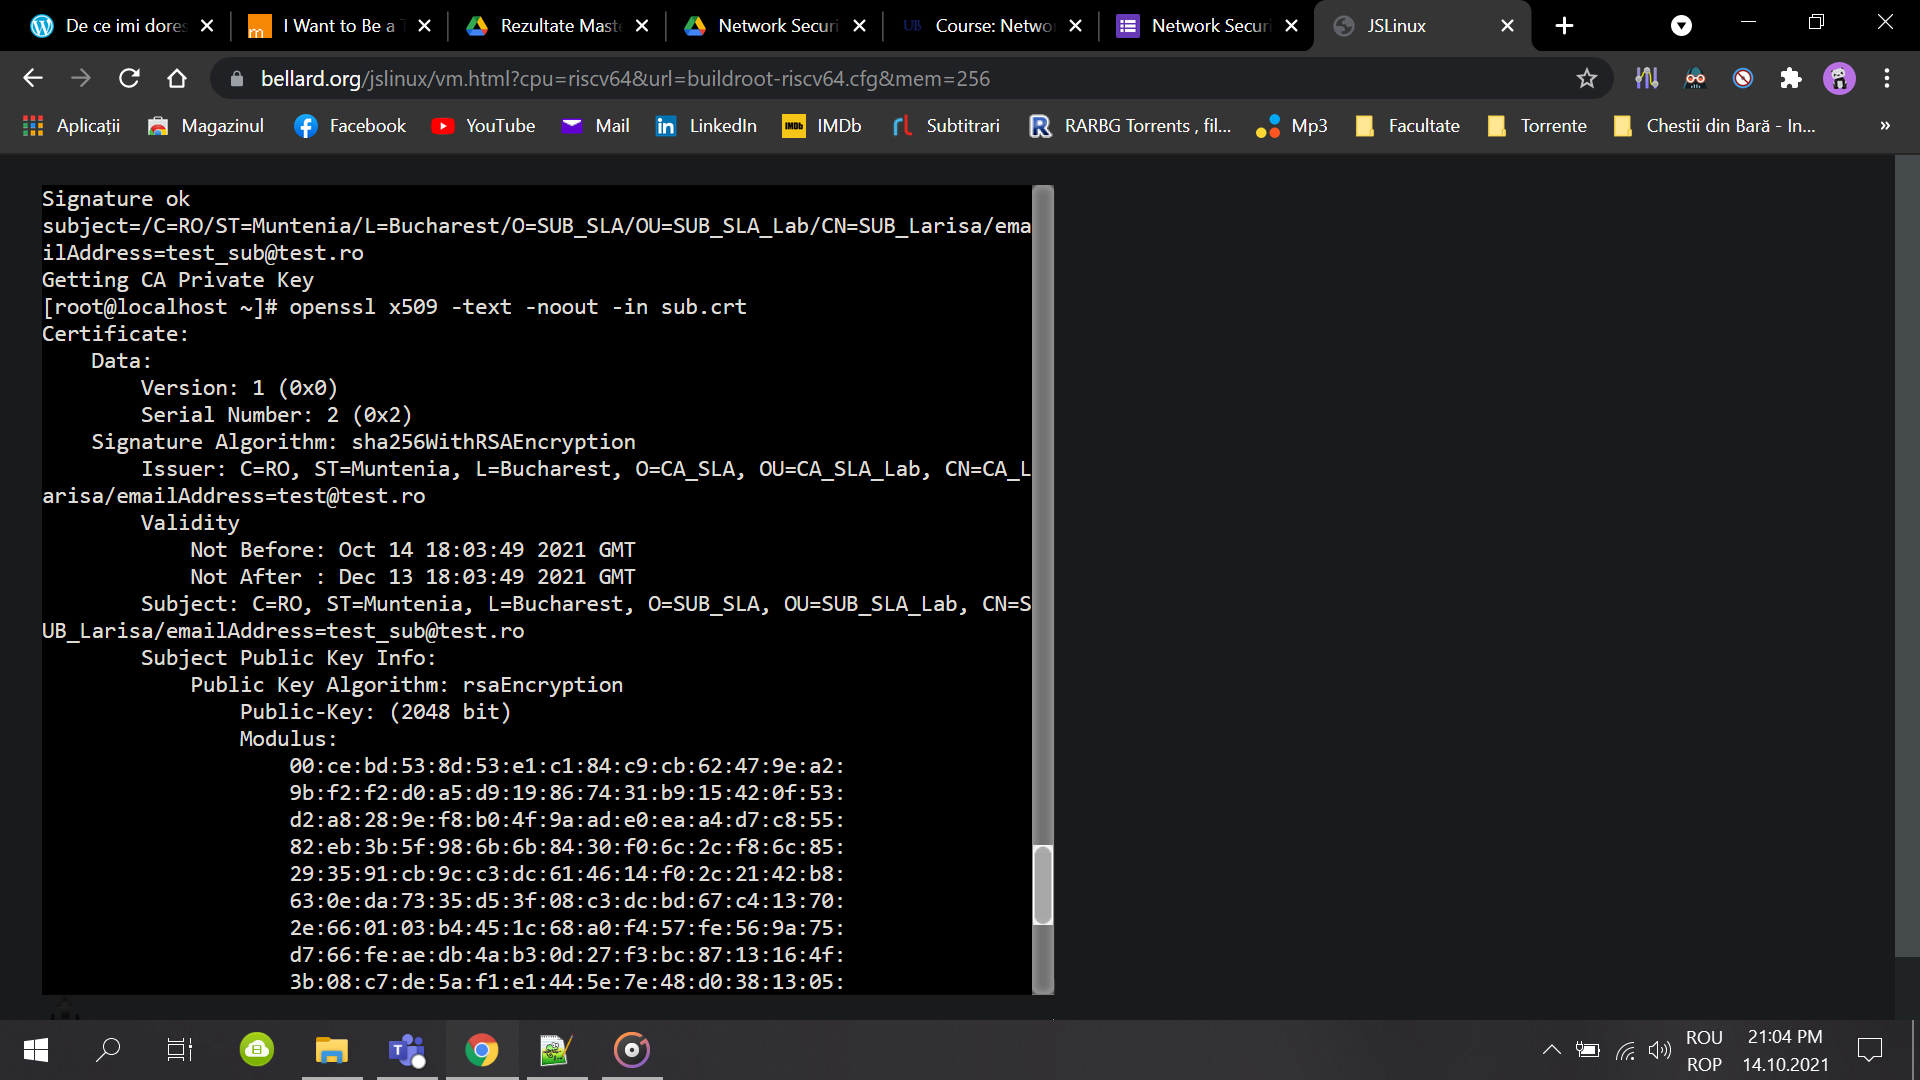 De ce imi dores
I Want to Be a T
Rezultate Maste
Network Securi
Course: Networ
Network Securi
JSLinux
bellard.org/jslinux/vm.html?cpu=riscv64&url=buildroot-riscv64.cfg&mem=256
Aplicații
Magazinul
Facebook
YouTube
Mail
LinkedIn
IMDb
Subtitrari
RARBG Torrents , fil...
Mp3
Facultate
Torrente
Chestii din Bară - In...
»
Signature ok
subject=/C=RO/ST=Muntenia/L=Bucharest/O=SUB_SLA/OU=SUB_SLA_Lab/CN=SUB_Larisa/ema
ilAddress=test_sub@test.ro
Getting CA Private Key
[root@localhost ~]# openssl x509 -text -noout -in sub.crt
Certificate:
Data:
Version: 1 (0x0)
Serial Number: 2 (0x2)
Signature Algorithm: sha256WithRSAEncryption
Issuer: C=RO, ST=Muntenia, L=Bucharest, O=CA_SLA, OU=CA_SLA_Lab, CN=CA_L
arisa/emailAddress=test@test.ro
Validity
Not Before: Oct 14 18:03:49 2021 GMT
Not After : Dec 13 18:03:49 2021 GMT
Subject: C=RO, ST=Muntenia, L=Bucharest, O=SUB_SLA, OU=SUB_SLA_Lab, CN=S
UB_Larisa/emailAddress=test_sub@test.ro
Subject Public Key Info:
Public Key Algorithm: rsaEncryption
Public-Key: (2048 bit)
Modulus:
00:ce:bd:53:8d:53:e1:c1:84:c9:cb:62:47:9e:a2:
9b:f2:f2:d0:a5:d9:19:86:74:31:b9:15:42:0f:53:
d2:a8:28:9e:f8:b0:4f:9a:ad:e0:ea:a4:d7:c8:55:
82:eb:3b:5f:98:6b:6b:84:30:f0:6c:2c:f8:6c:85:
29:35:91:cb:9c:c3:dc:61:46:14:f0:2c:21:42:b8:
63:0e:da:73:35:d5:3f:08:c3:dc:bd:67:c4:13:70:
2e:66:01:03:b4:45:1c:68:a0:f4:57:fe:56:9a:75:
d7:66:fe:ae:db:4a:b3:0d:27:f3:bc:87:13:16:4f:
3b:08:c7:de:5a:f1:e1:44:5e:7e:48:d0:38:13:05:
ROU
ROP
21:04 PM
14.10.2021